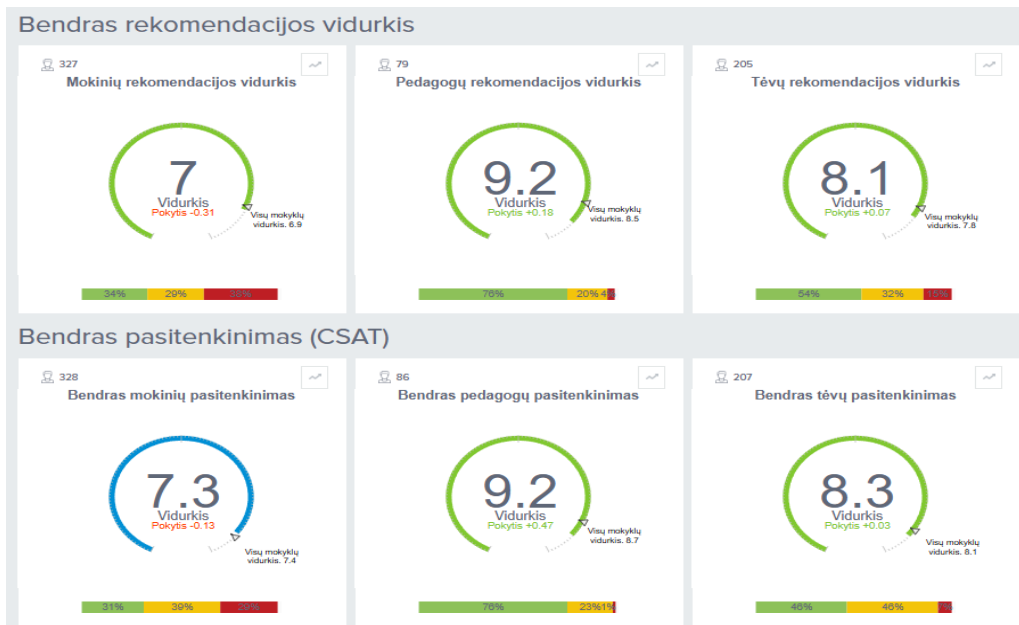 Bendras rekomendacijos vidurkis
327
Mokinių rekomendacijos vidurkis
7
Vidurkis
Pokytis -0.31
Visų mokyklų
vidurkis. 6.9
34% 29%
79
Pedagogų rekomendacijos vidurkis
9.2
Vidurkis
Pokytis +0.18
Visų mokyklų
vidurkis. 8.5
76% 20% 4%
205
Tėvų rekomendacijos vidurkis
8.1
Vidurkis
Pokytis +0.07
Visų mokyklų
vidurkis. 7.8
54% 32% 15%
Bendras pasitenkinimas (CSAT)
328
Bendras mokinių pasitenkinimas
7.3
Vidurkis
Pokytis -0.13
Visų mokyklų
vidurkis. 7.4
31% 39% 29%
86
Bendras pedagogų pasitenkinimas
9.2
Vidurkis
Pokytis +0.47
Visų mokyklų
vidurkis. 8.7
76% 23% 1%
207
Bendras tėvų pasitenkinimas
8.3
Vidurkis
Pokytis +0.03
Visų mokyklų
vidurkis. 8.1
46% 46%